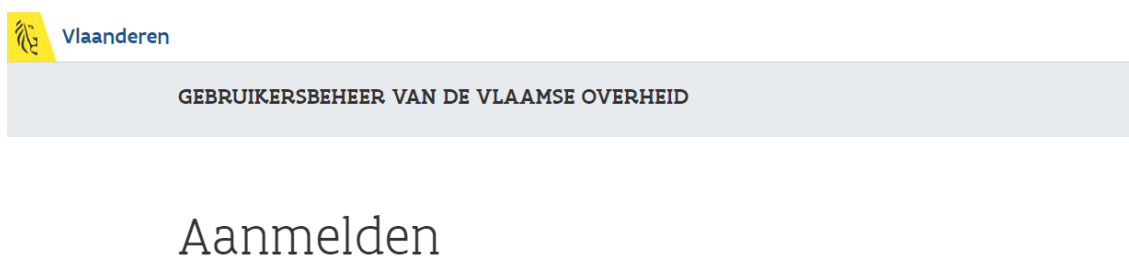 Vlaanderen
GEBRUIKERSBEHEER VAN DE VLAAMSE OVERHEID
Aanmelden